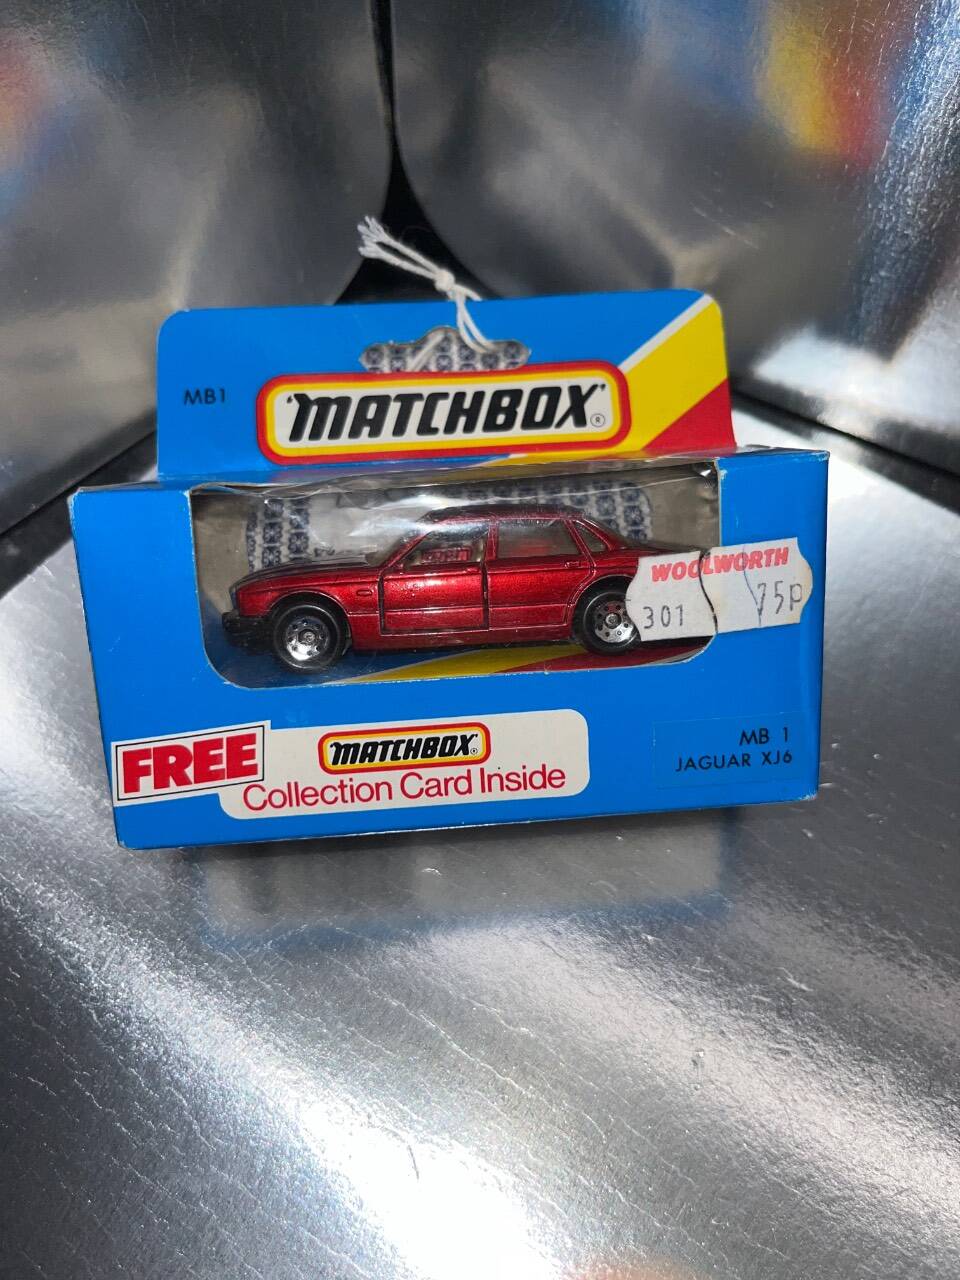 MB1
"MATCHBOX"®
WOOLWORTH
301 75p
FREE
"MATCHBOX"®
Collection Card Inside
MB 1
JAGUAR XJ6